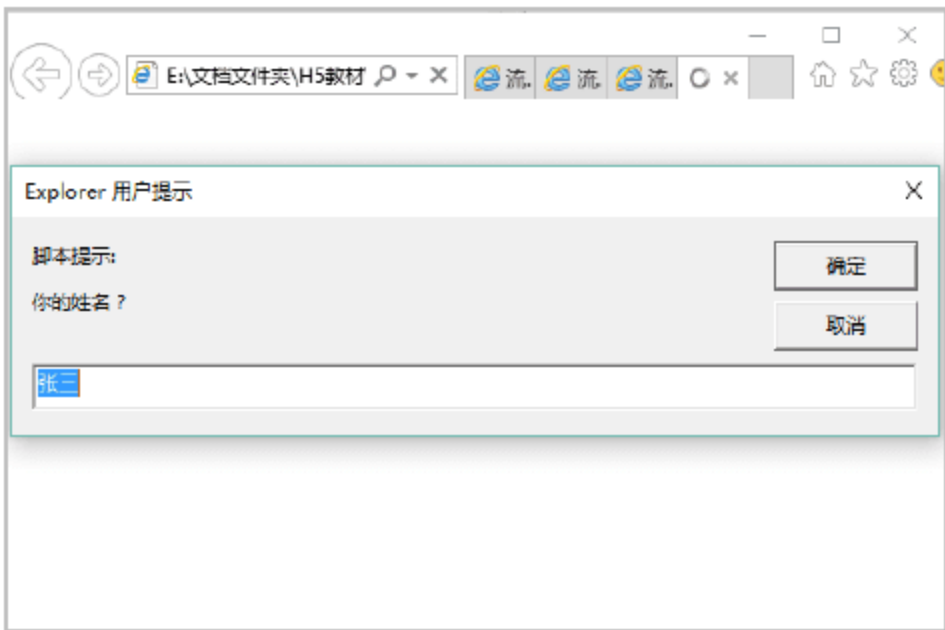 E:\文档文件夹\H5教材
流.
流.
流.
Explorer 用户提示
脚本提示:
确定
你的姓名？
取消
张三